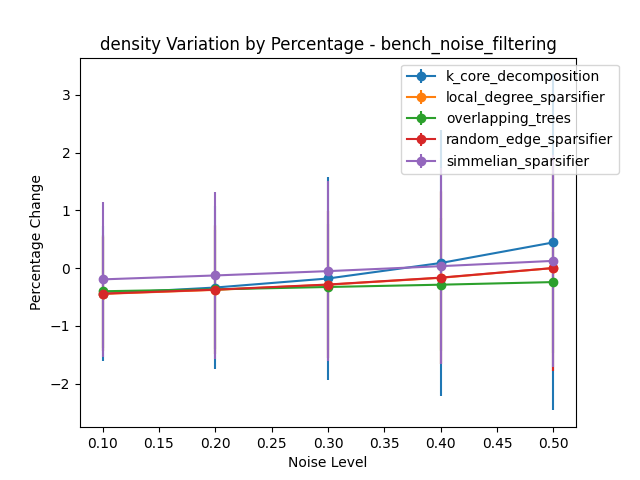 density Variation by Percentage - bench_noise_filtering
k_core_decomposition
local_degree_sparsifier
overlapping_trees
random_edge_sparsifier
simmelian_sparsifier
Percentage Change
3
2
1
0
−1
−2
0.10 0.15 0.20 0.25 0.30 0.35 0.40 0.45 0.50
Noise Level